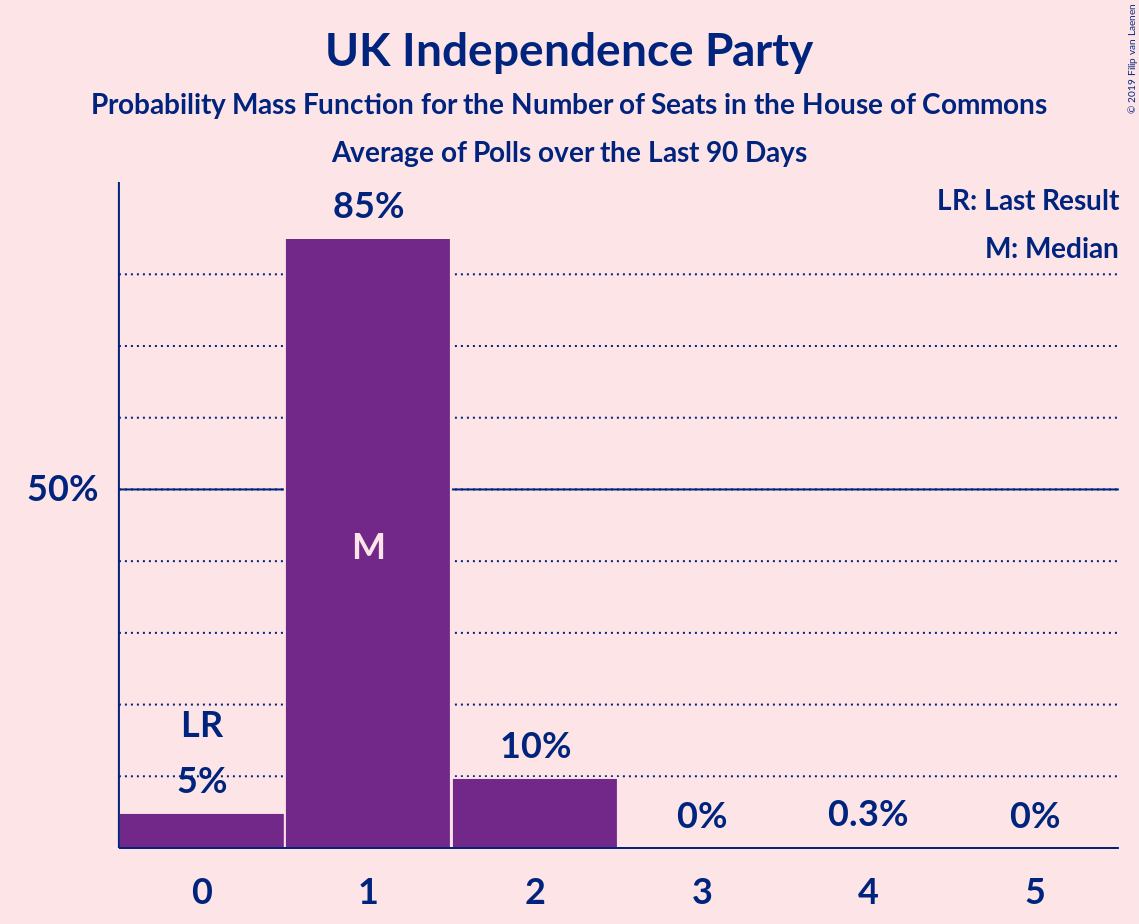 UK Independence Party
Probability Mass Function for the Number of Seats in the House of Commons
Average of Polls over the Last 90 Days
© 2019 Filip van Laenen
LR: Last Result
M: Median
85%
50%
M
LR
5%
10%
0%
0.3%
0%
0
1
2
3
4
5